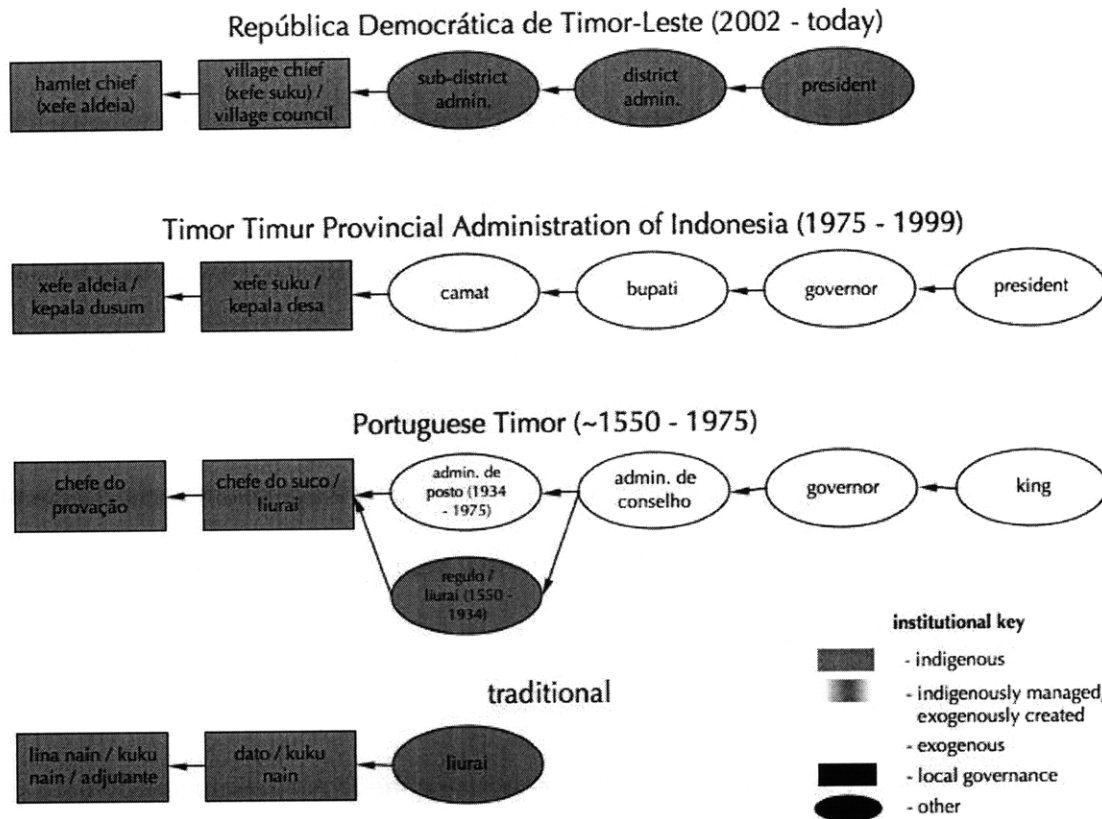 República Democrática de Timor-Leste (2002 - today)
hamlet chief
(xefe aldeia)
village chief
(xefe suku) /
village council
sub-district
admin.
district
admin.
president
Timor Timur Provincial Administration of Indonesia (1975 - 1999)
xefe aldeia /
kepala dusum
xefe suku /
kepala desa
camat
bupati
governor
president
Portuguese Timor (~1550 - 1975)
chefe do
provação
chefe do suco /
liurai
admin. de
posto (1934
- 1975)
admin. de
conselho
governor
king
regulo /
liurai (1550 -
1934)
traditional
lina nain / kuku
nain / adjutante
dato / kuku
nain
liurai
institutional key
- indigenous
- indigenously managed,
exogenously created
- exogenous
- local governance
- other